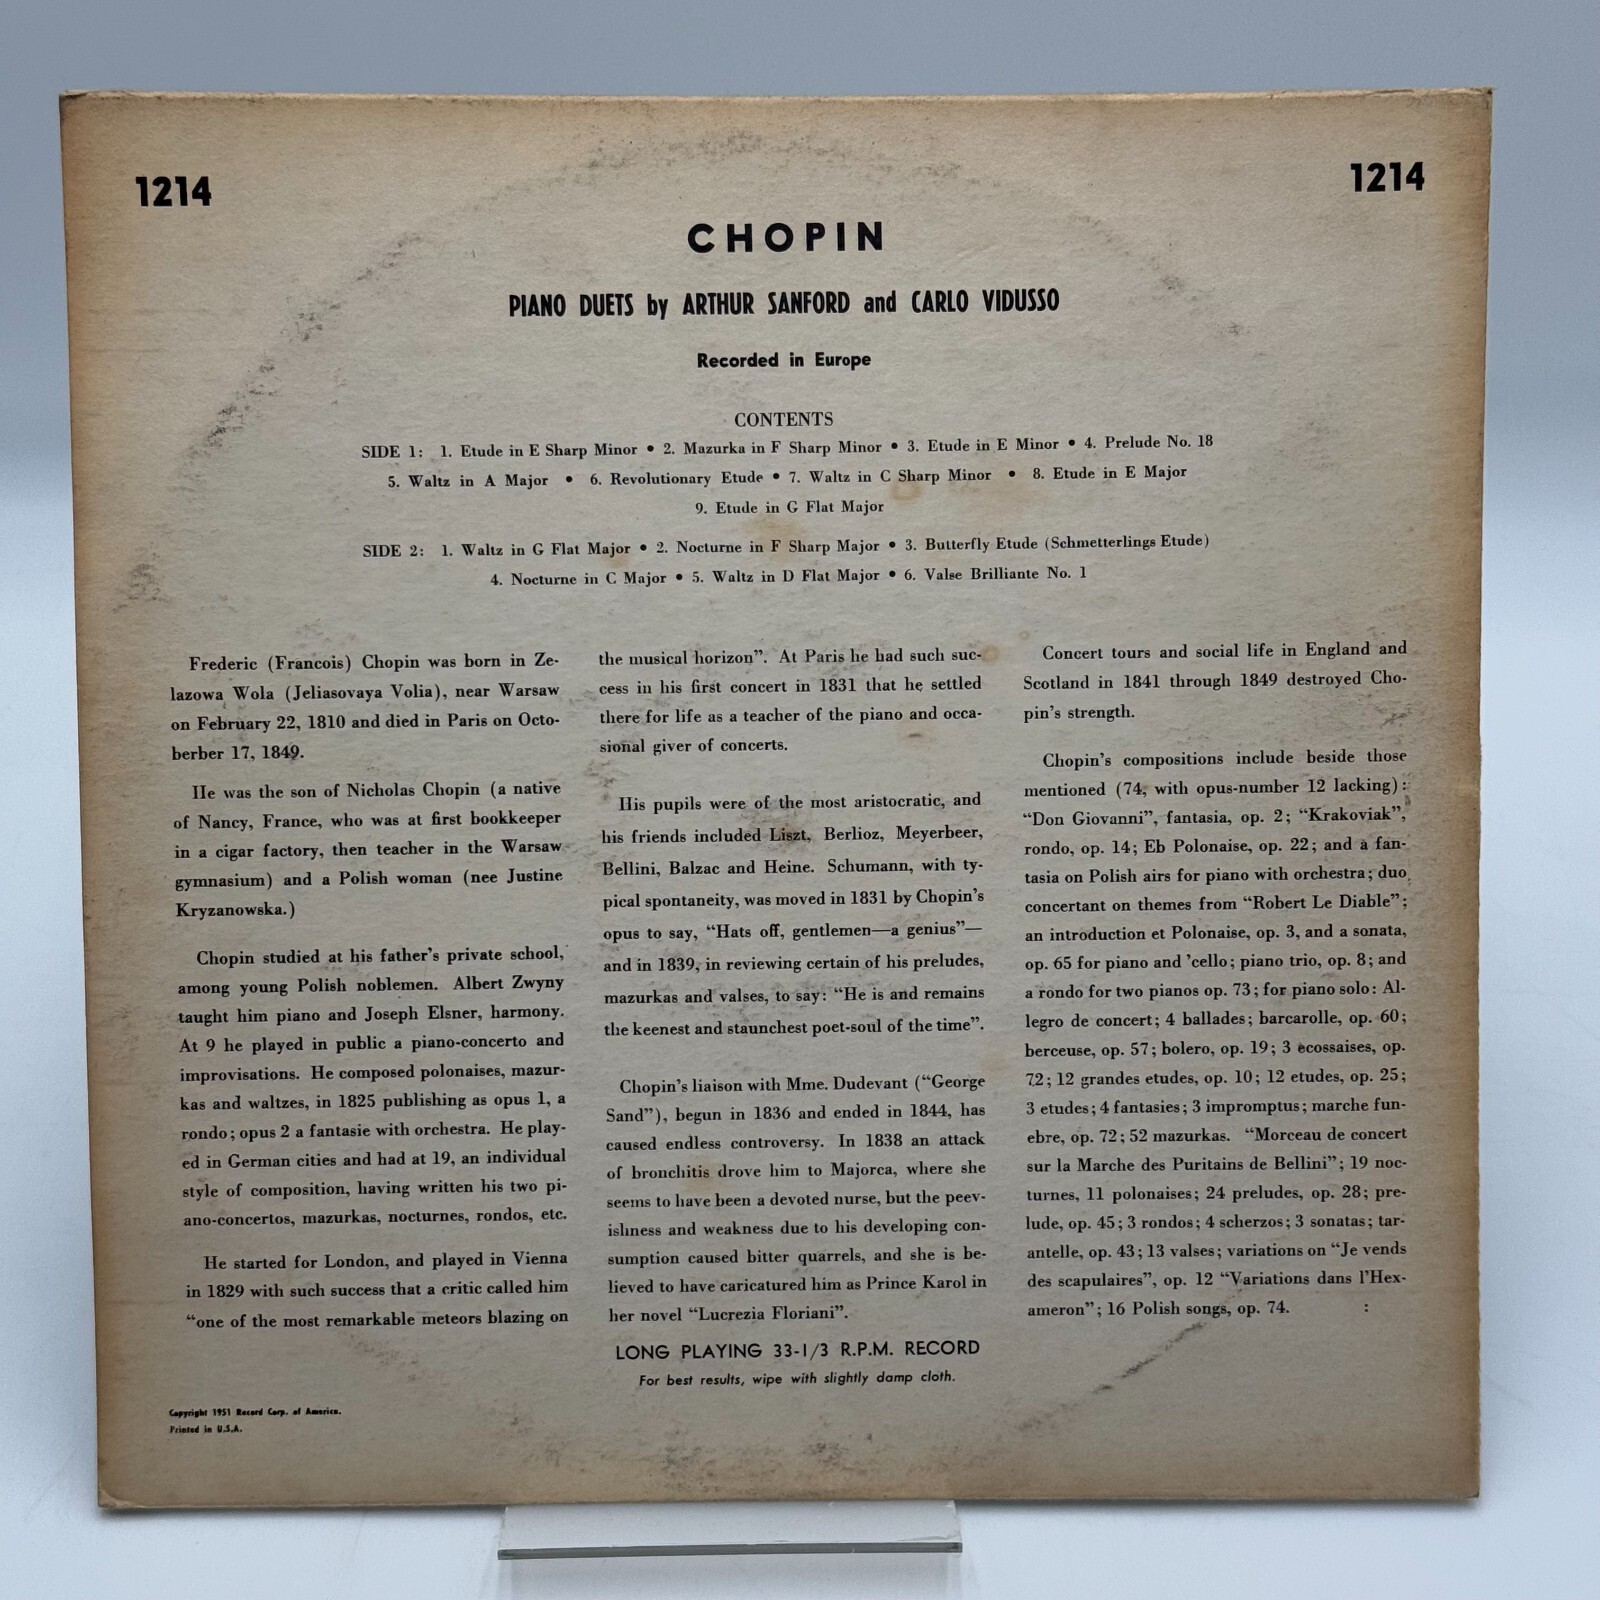 1214
1214
CHOPIN
PIANO DUETS by ARTHUR SANFORD and CARLO VIDUSSO
Recorded in Europe
CONTENTS
SIDE 1: 1. Etude in E Sharp Minor • 2. Mazurka in F Sharp Minor • 3. Etude in E Minor • 4. Prelude No. 18
5. Waltz in A Major • 6. Revolutionary Etude • 7. Waltz in C Sharp Minor • 8. Etude in E Major
9. Etude in G Flat Major
SIDE 2: 1. Waltz in G Flat Major • 2. Nocturne in F Sharp Major • 3. Butterfly Etude (Schmetterlings Etude)
4. Nocturne in C Major • 5. Waltz in D Flat Major • 6. Valse Brilliante No. 1
Frederic (Francois) Chopin was born in Ze-
lazowa Wola (Jeliasovaya Volia), near Warsaw
on February 22, 1810 and died in Paris on Octo-
berber 17, 1849.
He was the son of Nicholas Chopin (a native
of Nancy, France, who was at first bookkeeper
in a cigar factory, then teacher in the Warsaw
gymnasium) and a Polish woman (nee Justine
Kryzanowska.)
Chopin studied at his father's private school,
among young Polish noblemen. Albert Zwyny
taught him piano and Joseph Elsner, harmony.
At 9 he played in public a piano-concerto and
improvisations. He composed polonaises, mazur-
kas and waltzes, in 1825 publishing as opus 1, a
rondo; opus 2 a fantasie with orchestra. He play-
ed in German cities and had at 19, an individual
style of composition, having written his two pi-
ano-concertos, mazurkas, nocturnes, rondos, etc.
He started for London, and played in Vienna
in 1829 with such success that a critic called him
"one of the most remarkable meteors blazing on
the musical horizon". At Paris he had such suc-
cess in his first concert in 1831 that he settled
there for life as a teacher of the piano and occa-
sional giver of concerts.
His pupils were of the most aristocratic, and
his friends included Liszt, Berlioz, Meyerbeer,
Bellini, Balzac and Heine. Schumann, with ty-
pical spontaneity, was moved in 1831 by Chopin's
opus to say, "Hats off, gentlemen—a genius"—
and in 1839, in reviewing certain of his preludes,
mazurkas and valses, to say: "He is and remains
the keenest and staunchest poet-soul of the time".
Chopin's liaison with Mme. Dudevant ("George
Sand"), begun in 1836 and ended in 1844, has
caused endless controversy. In 1838 an attack
of bronchitis drove him to Majorca, where she
seems to have been a devoted nurse, but the peev-
ishness and weakness due to his developing con-
sumption caused bitter quarrels, and she is be-
lieved to have caricatured him as Prince Karol in
her novel "Lucrezia Floriani".
Concert tours and social life in England and
Scotland in 1841 through 1849 destroyed Cho-
pin's strength.
Chopin's compositions include beside those
mentioned (74, with opus-number 12 lacking):
"Don Giovanni", fantasia, op. 2; "Krakoviak",
rondo, op. 14; Eb Polonaise, op. 22; and a fan-
tasia on Polish airs for piano with orchestra; duo
concertant on themes from "Robert Le Diable";
an introduction et Polonaise, op. 3, and a sonata,
op. 65 for piano and 'cello; piano trio, op. 8; and
a rondo for two pianos op. 73; for piano solo: Al-
legro de concert; 4 ballades; barcarolle, op. 60;
berceuse, op. 57; bolero, op. 19; 3 ecossaises, op.
72; 12 grandes etudes, op. 10; 12 etudes, op. 25;
3 etudes; 4 fantasies; 3 impromptus; marche fun-
ebre, op. 72; 52 mazurkas. "Morceau de concert
sur la Marche des Puritains de Bellini"; 19 noc-
turnes, 11 polonaises; 24 preludes, op. 28; pre-
lude, op. 45; 3 rondos; 4 scherzos; 3 sonatas; tar-
antelle, op. 43; 13 valses; variations on "Je vends
des scapulaires", op. 12 "Variations dans l'Hex-
ameron"; 16 Polish songs, op. 74. :
LONG PLAYING 33-1/3 R.P.M. RECORD
For best results, wipe with slightly damp cloth.
Copyright 1951 Record Corp. of America.
Printed in U.S.A.